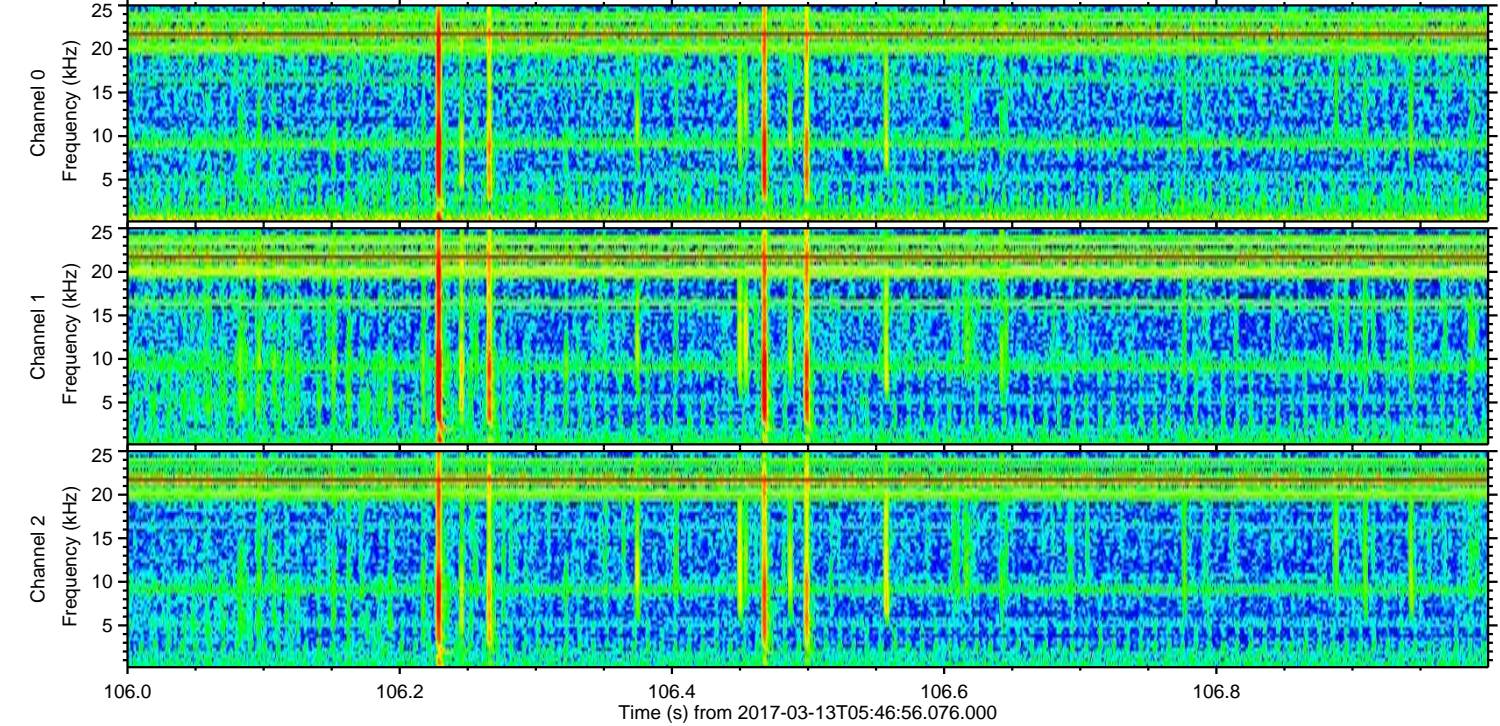 25
20
15
10
5
Channel 0
Frequency (kHz)
25
20
15
10
5
Channel 1
Frequency (kHz)
25
20
15
10
5
Channel 2
Frequency (kHz)
106.0 106.2 106.4 106.6 106.8
Time (s) from 2017-03-13T05:46:56.076.000